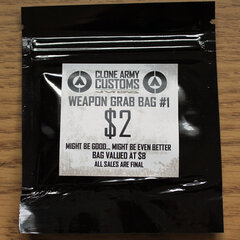 CLONE ARMY
CUSTOMS
WEAPON GRAB BAG #1
$2
MIGHT BE GOOD... MIGHT BE EVEN BETTER
BAG VALUED AT $8
ALL SALES ARE FINAL